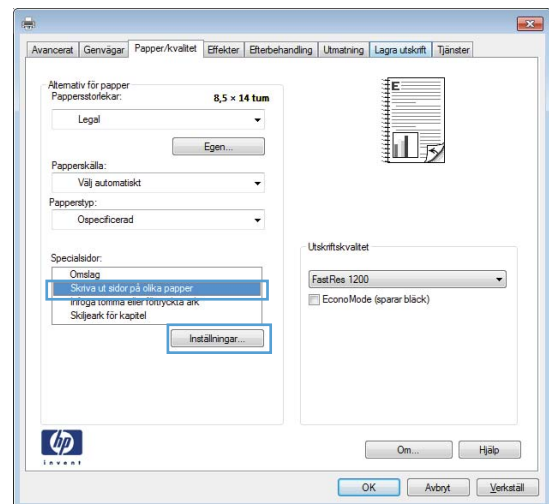 Avancerat Genvägar Papper/kvalitet Effekter Efterbehandling Utmatning Lagra utskrift Tjänster
Alternativ för papper
Pappersstorlekar: 8,5 × 14 tum
Legal
Egen...
Papperskälla:
Välj automatiskt
Papperstyp:
Ospecificerad
Specialsidor:
Omslag
Skriva ut sidor på olika papper
Infoga tomma eller förtryckta ark
Skiljeark för kapitel
Inställningar...
E
Utskriftskvalitet
FastRes 1200
EconoMode (sparar bläck)
hp
invent
Om... Hjälp
OK Avbryt Verkställ